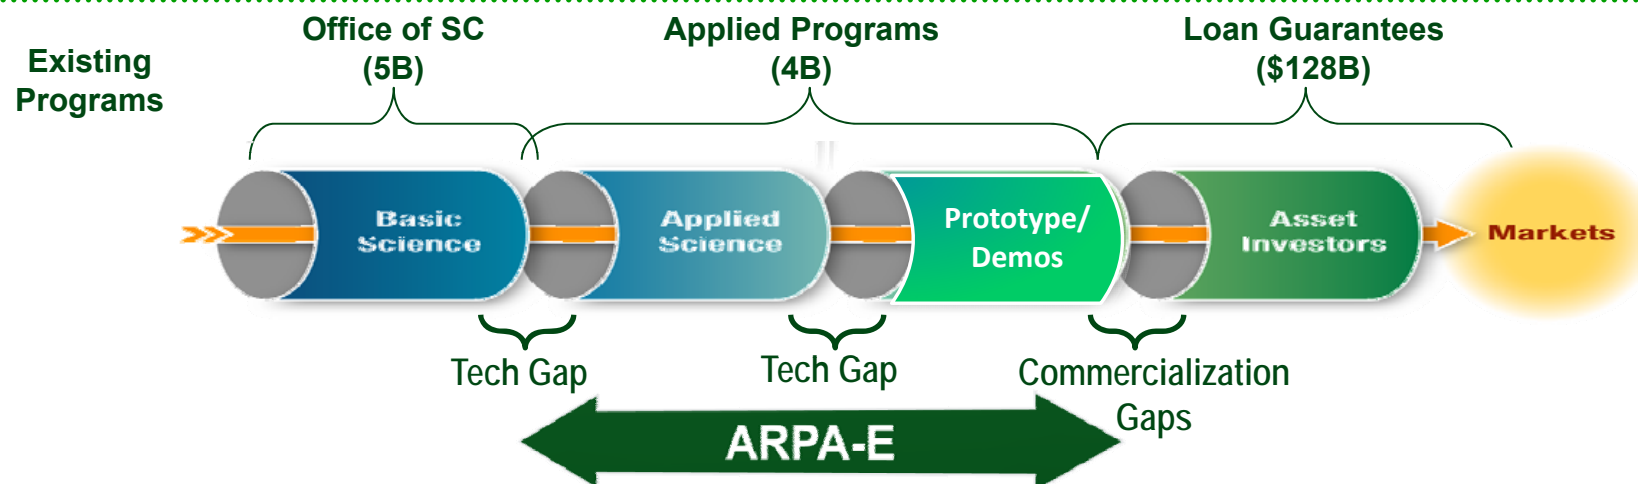 Existing
Programs
Office of SC
(5B)
Applied Programs
(4B)
Loan Guarantees
($128B)
Basic
Science
Applied
Science
Prototype/
Demos
Asset
Investors
Markets
Tech Gap
Tech Gap
Commercialization
Gaps
ARPA-E